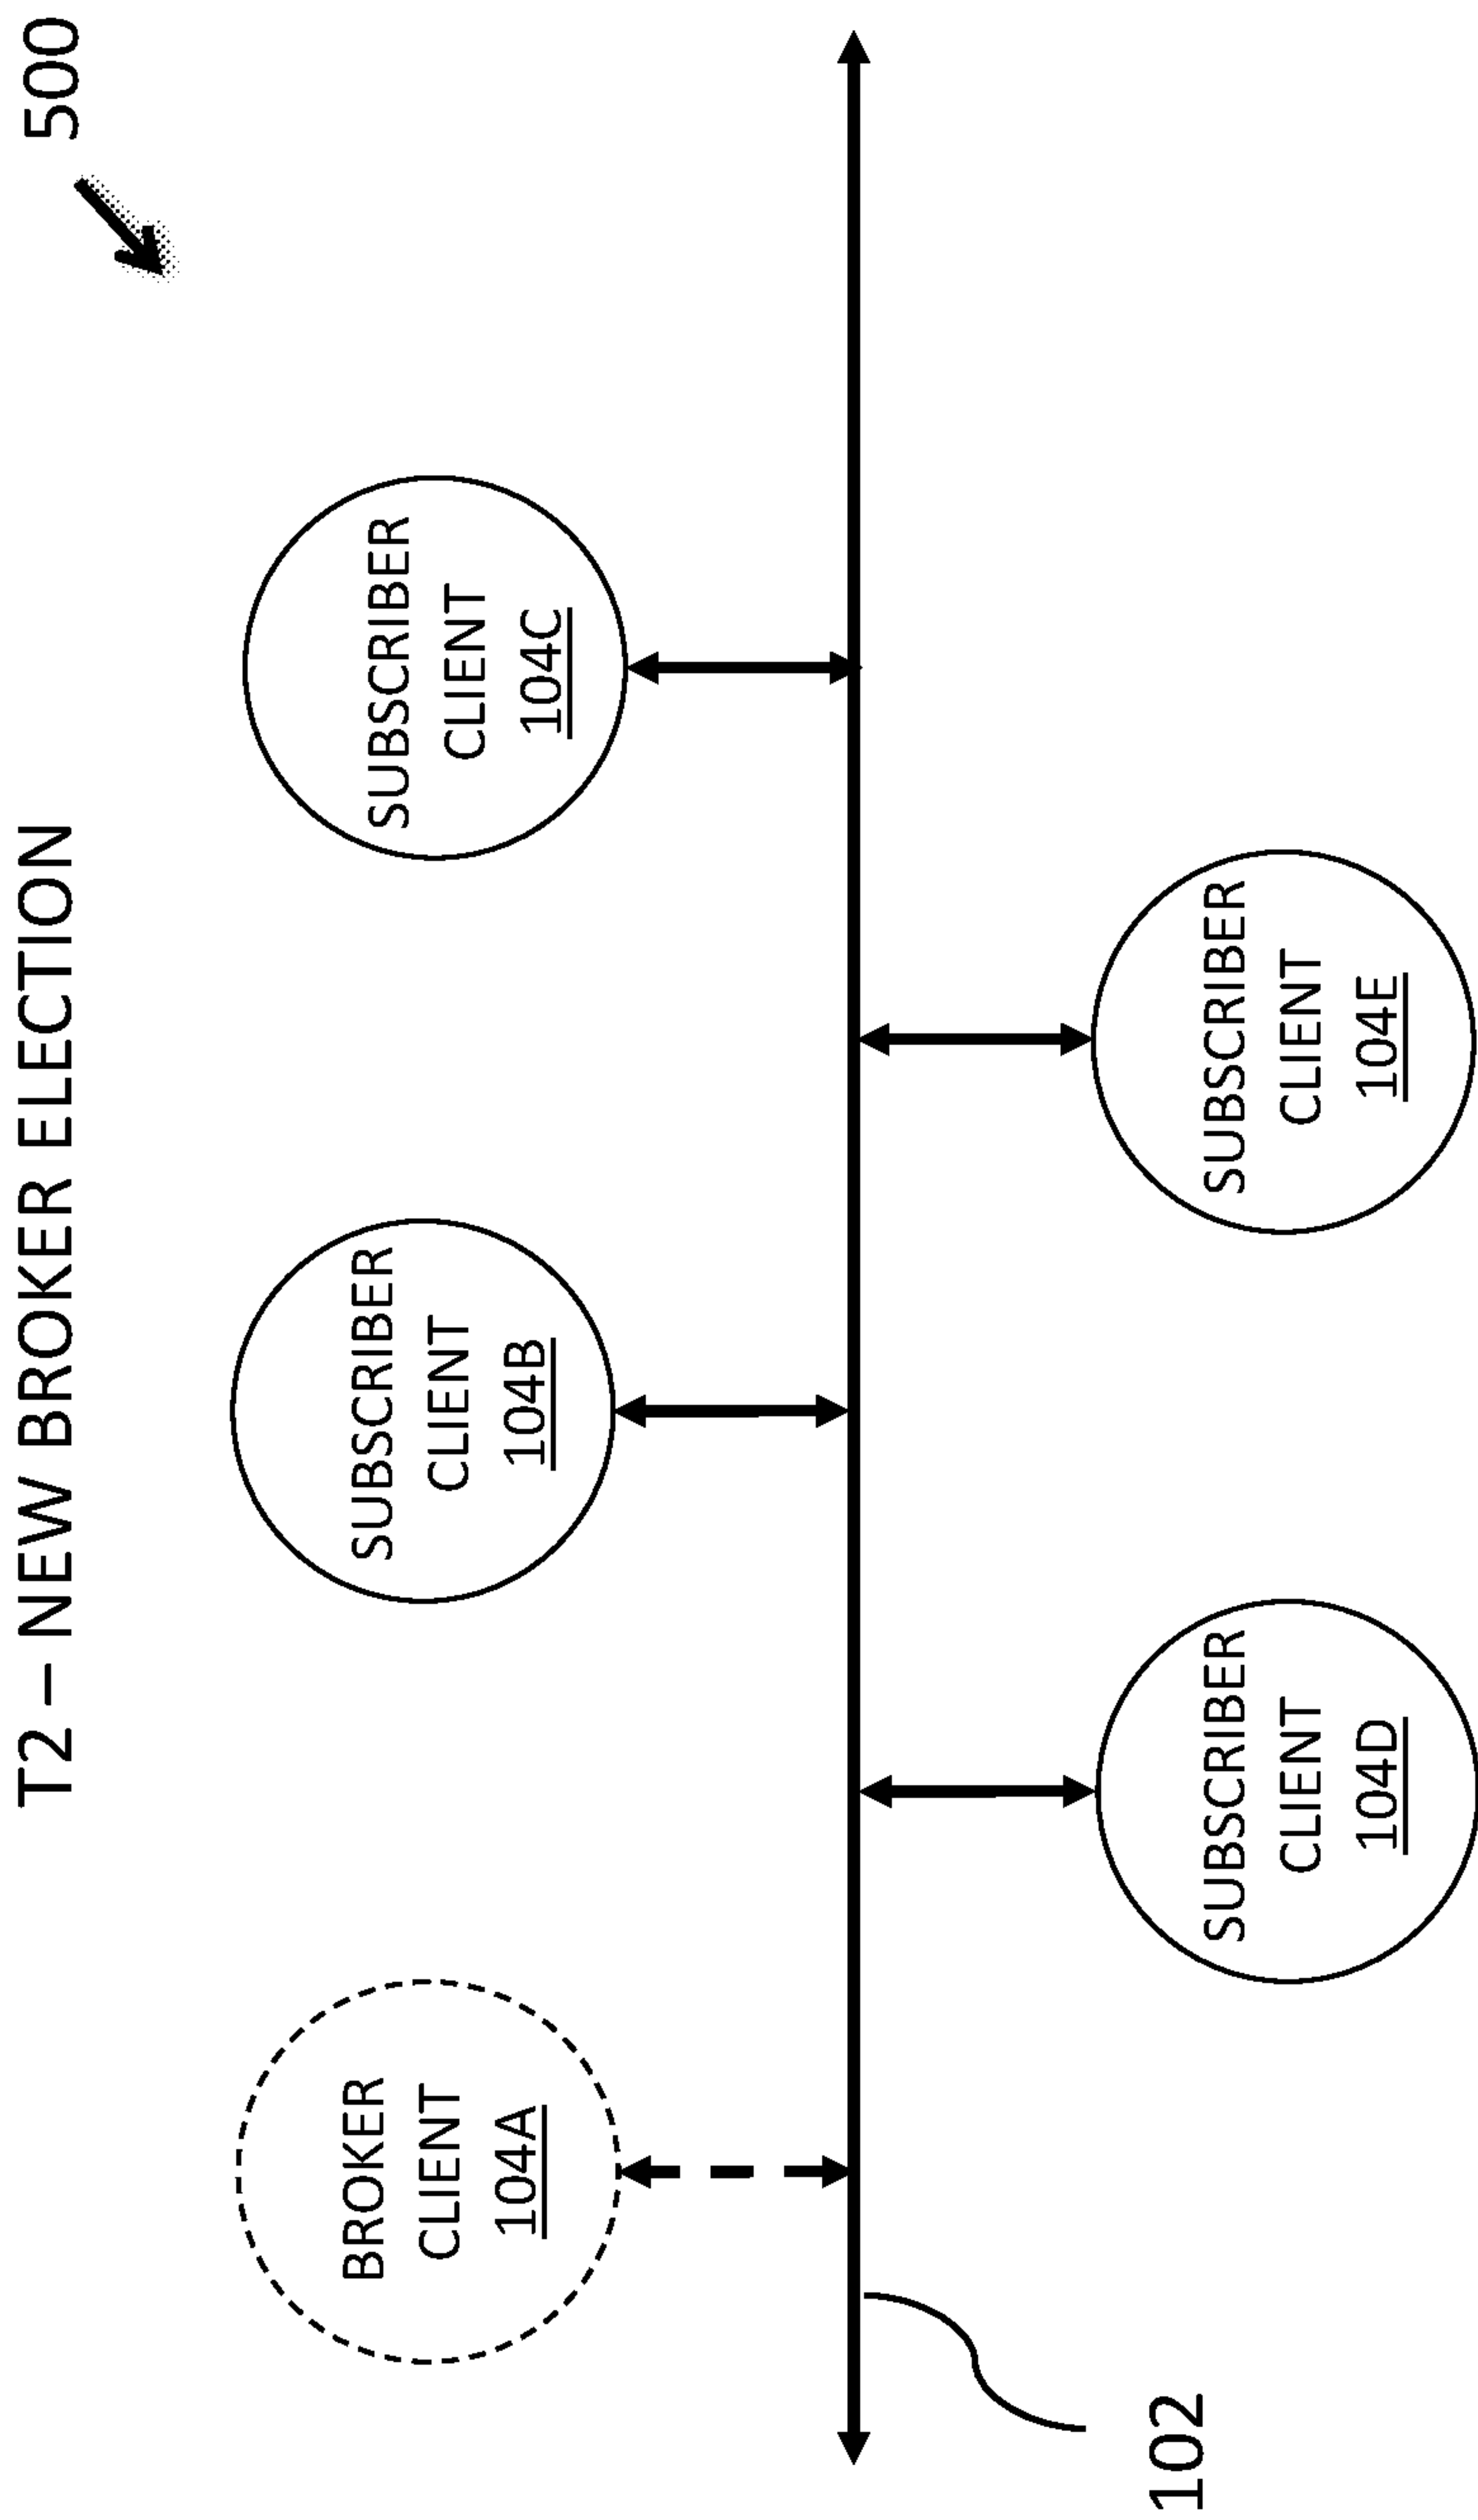 T2 – NEW BROKER ELECTION
500
BROKER
CLIENT
104A
SUBSCRIBER
CLIENT
104B
SUBSCRIBER
CLIENT
104C
102
SUBSCRIBER
CLIENT
104D
SUBSCRIBER
CLIENT
104E